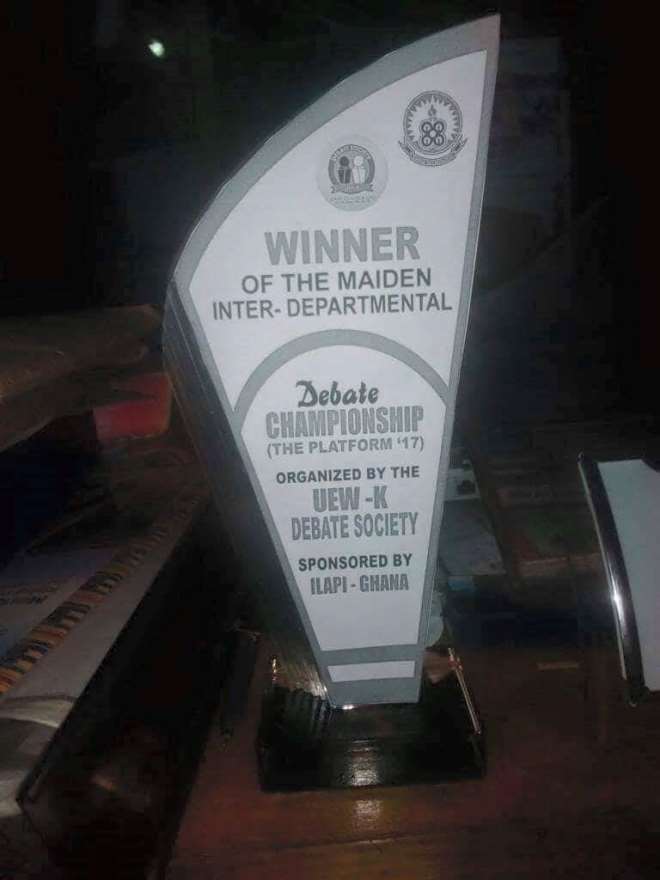 WINNER
OF THE MAIDEN
INTER- DEPARTMENTAL
Debate
CHAMPIONSHIP
(THE PLATFORM '17)
ORGANIZED BY THE
UEW -K
DEBATE SOCIETY
SPONSORED BY
ILAPI - GHANA